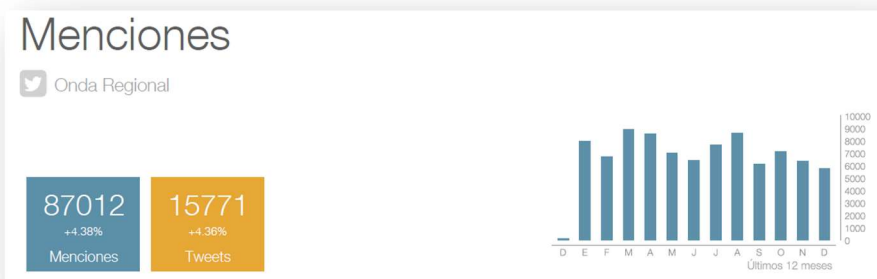 Menciones
Onda Regional
87012
+4.38%
Menciones
15771
+4.36%
Tweets
10000
9000
8000
7000
6000
5000
4000
3000
2000
1000
0
D E F M A M J J A S O N D
Últimos 12 meses